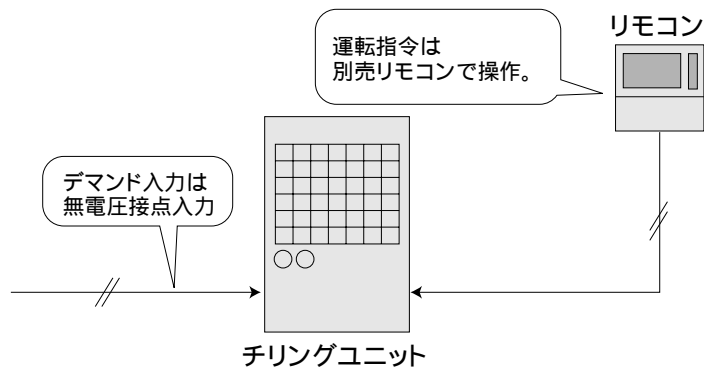 リモコン
運転指令は
別売リモコンで操作。
デマンド入力は
無電圧接点入力
チリングユニット